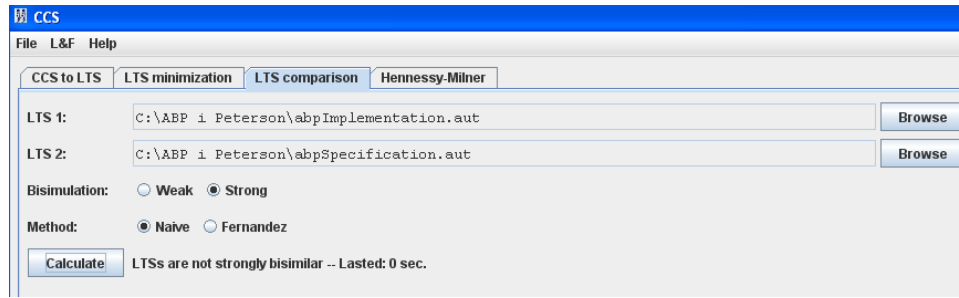 CCS
File L&F Help
CCS to LTS LTS minimization LTS comparison Hennessy-Milner
LTS 1: C:\ABP i Peterson\abpImplementation.aut Browse
LTS 2: C:\ABP i Peterson\abpSpecification.aut Browse
Bisimulation: Weak Strong
Method: Naive Fernandez
Calculate LTSs are not strongly bisimilar -- Lasted: 0 sec.